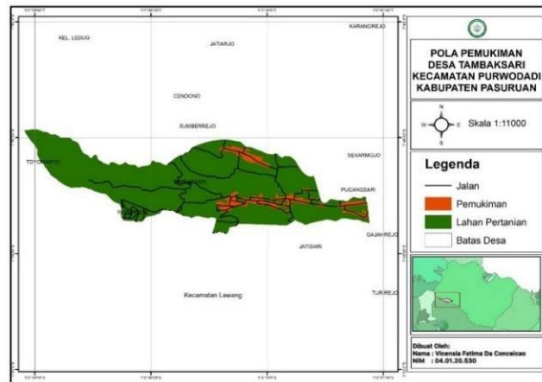 KEL. LEDUG
KARANGREJO
JATIARJO
CENDONO
SUMBERREJO
SEKARMOJO
PUCANGSARI
GAJAHREJO
JATISARI
TUTUREJO
Kecamatan Lawang
POLA PEMUKIMAN
DESA TAMBAKSARI
KECAMATAN PURWODADI
KABUPATEN PASURUAN
N
W E
S
Skala 1:11000
Legenda
Jalan
Pemukiman
Lahan Pertanian
Batas Desa
Dibuat Oleh:
Nama : Vicensia Fatima Da Conceicao
NIM : 04.01.20.530